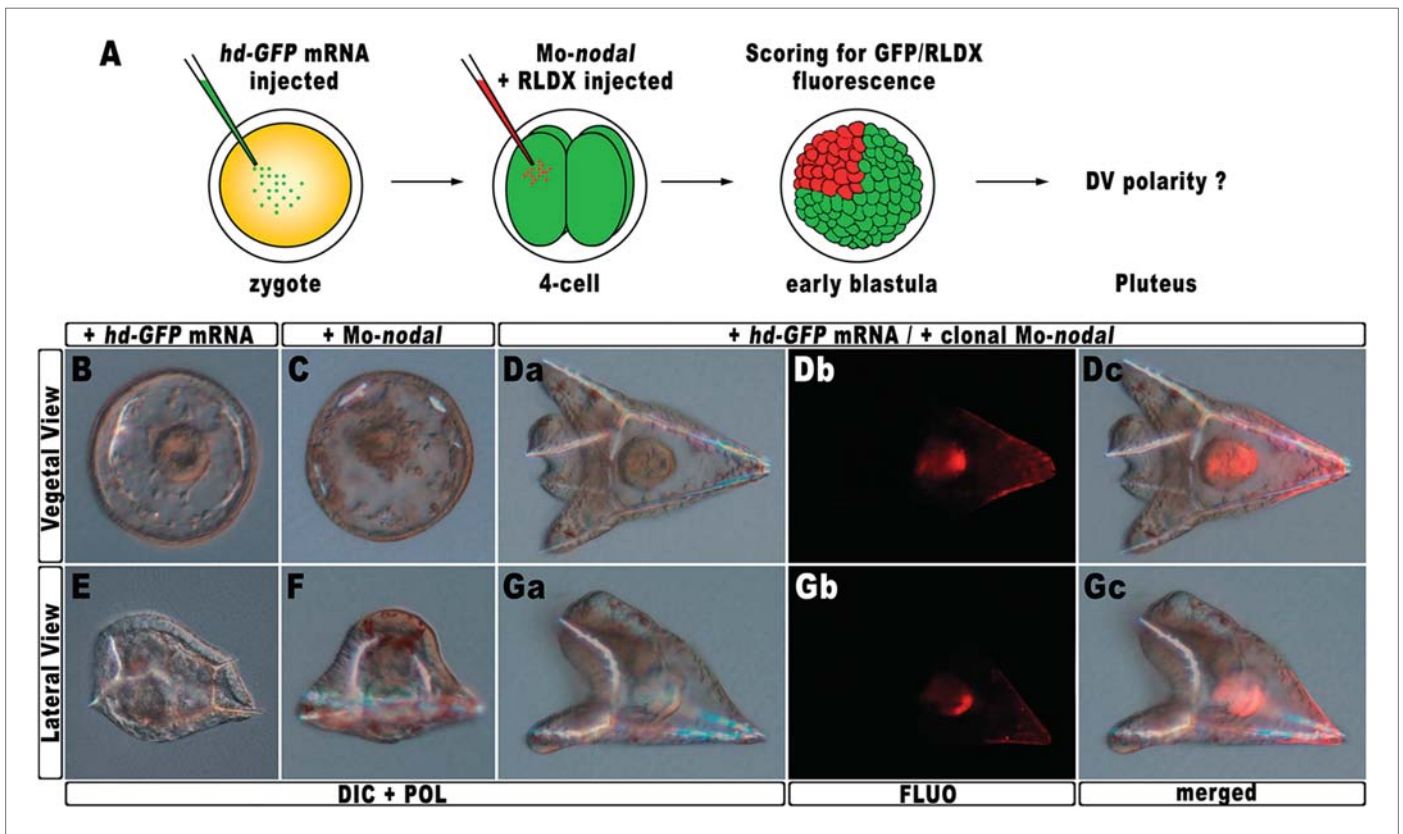 A
hd-GFP mRNA
injected
Mo-nodal
+ RLDX injected
Scoring for GFP/RLDX
fluorescence
DV polarity ?
zygote
4-cell
early blastula
Pluteus
+ hd-GFP mRNA
+ Mo-nodal
+ hd-GFP mRNA / + clonal Mo-nodal
Vegetal View
B
C
Da
Db
Dc
Lateral View
E
F
Ga
Gb
Gc
DIC + POL
FLUO
merged